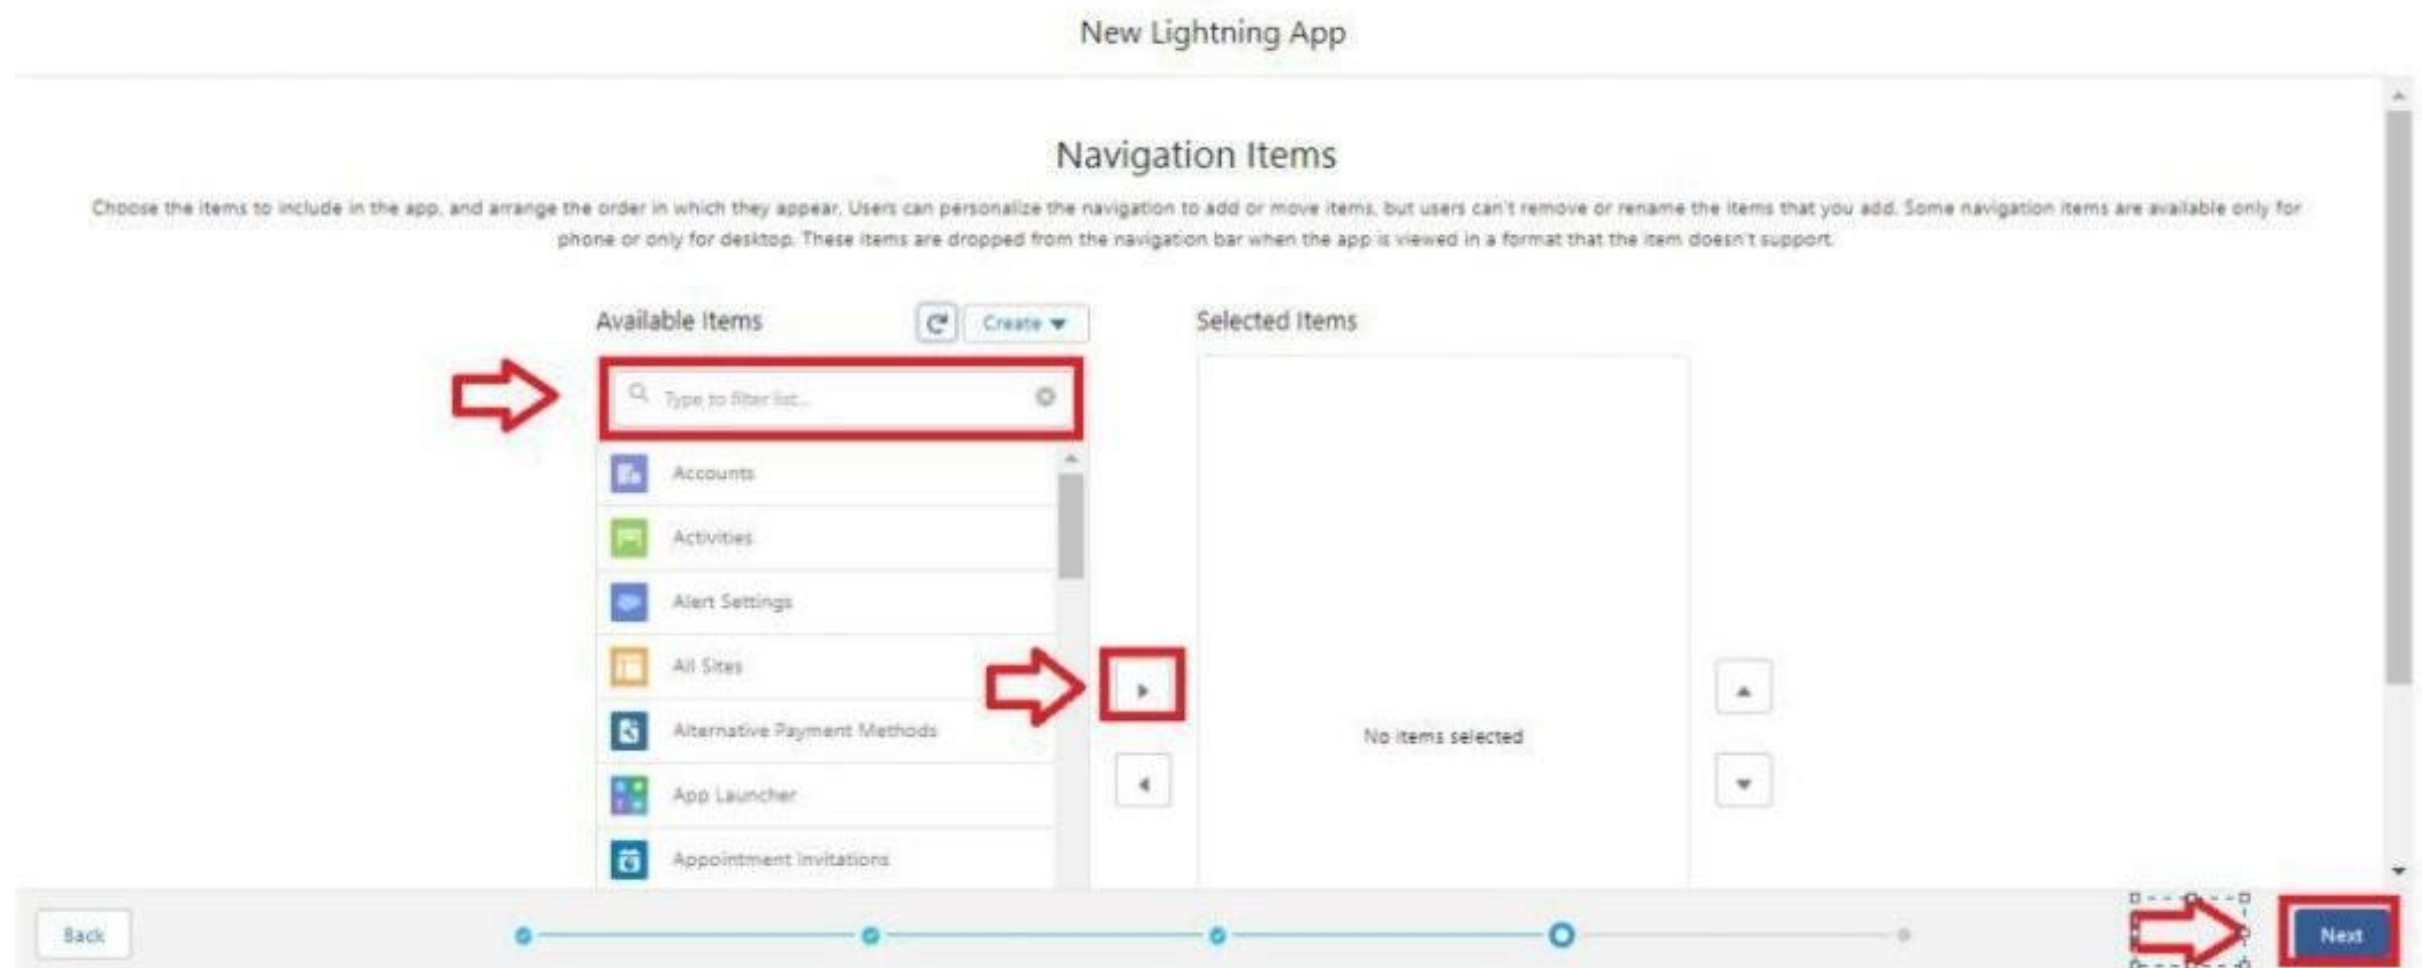 New Lightning App
Navigation Items
Choose the items to include in the app, and arrange the order in which they appear. Users can personalize the navigation to add or move items, but users can't remove or rename the items that you add. Some navigation items are available only for
phone or only for desktop. These items are dropped from the navigation bar when the app is viewed in a format that the item doesn't support.
Available Items
Create
Selected Items
Type to filter list...
Accounts
Activities
Alert Settings
All Sites
Alternative Payment Methods
No items selected
App Launcher
Appointment Invitations
Back
Next